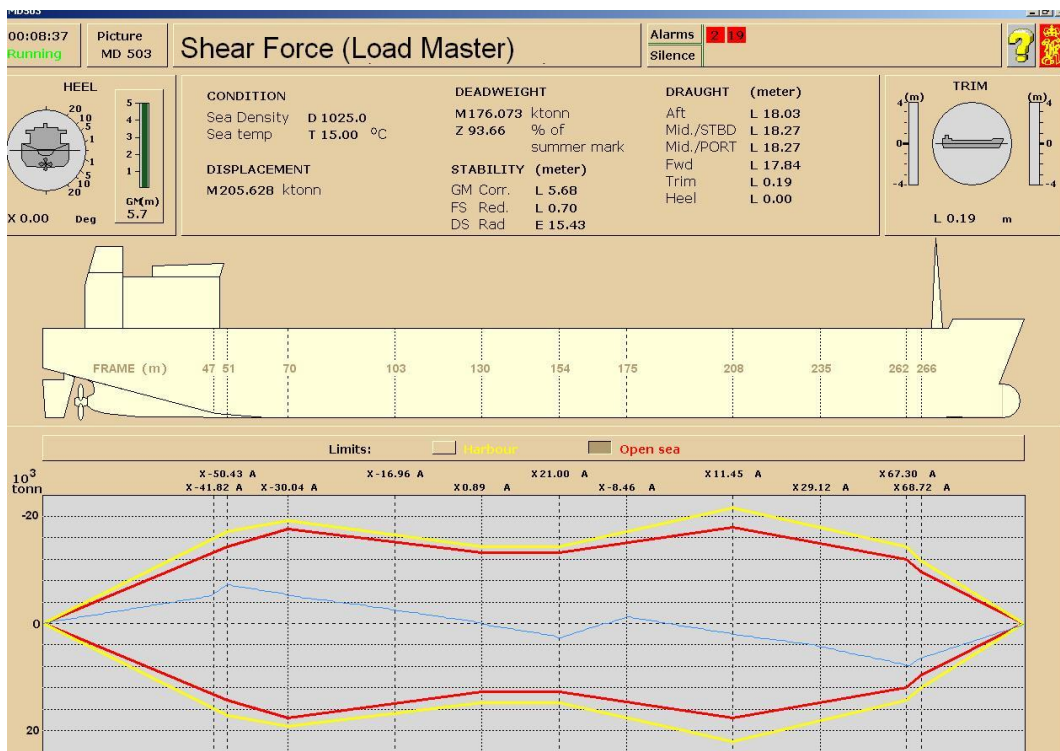 MD503
00:08:37
Running
Picture
MD 503
Shear Force (Load Master)
Alarms 2 19
Silence
?
HEEL
20
10
5
1
1
5
10
20
X 0.00 Deg
5
4
3
2
1
GM(m)
5.7
CONDITION
Sea Density D 1025.0
Sea temp T 15.00 °C
DISPLACEMENT
M205.628 ktonn
DEADWEIGHT
M176.073 ktonn
Z 93.66 % of
summer mark
STABILITY (meter)
GM Corr. L 5.68
FS Red. L 0.70
DS Rad E 15.43
DRAUGHT (meter)
Aft L 18.03
Mid./STBD L 18.27
Mid./PORT L 18.27
Fwd L 17.84
Trim L 0.19
Heel L 0.00
TRIM
(m) (m)
4 4
0 0
-4 -4
L 0.19 m
FRAME (m) 47 51 70 103 130 154 175 208 235 262 266
Limits: Harbour Open sea
X-50.43 A X-16.96 A X21.00 A X11.45 A X67.30 A
X-41.82 A X-30.04 A X0.89 A X-8.46 A X29.12 A X68.72 A
10³
tonn
-20
0
20